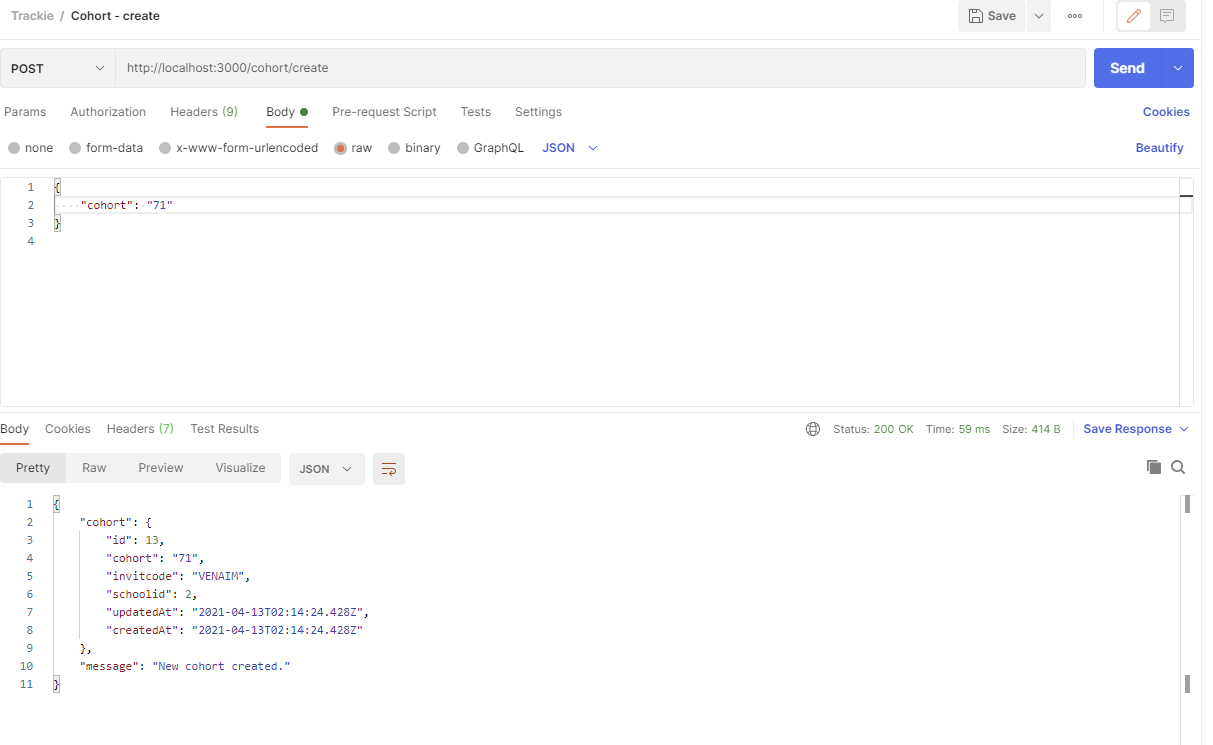 Trackie / Cohort - create
Save
POST
http://localhost:3000/cohort/create
Send
Params Authorization Headers (9) Body Pre-request Script Tests Settings Cookies
none form-data x-www-form-urlencoded raw binary GraphQL JSON Beautify
1 {
2 "cohort": "71"
3 }
4
Body Cookies Headers (7) Test Results Status: 200 OK Time: 59 ms Size: 414 B Save Response
Pretty Raw Preview Visualize JSON
1 {
2 "cohort": {
3 "id": 13,
4 "cohort": "71",
5 "invitcode": "VENAIM",
6 "schoolid": 2,
7 "updatedAt": "2021-04-13T02:14:24.428Z",
8 "createdAt": "2021-04-13T02:14:24.428Z"
9 },
10 "message": "New cohort created."
11 }